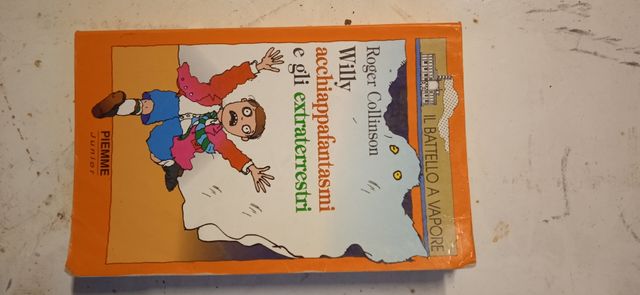 IL BATTELLO A VAPORE
Roger Collinson
Willy
acchiappafantasmi
e gli extraterrestri
PIEMME
Junior